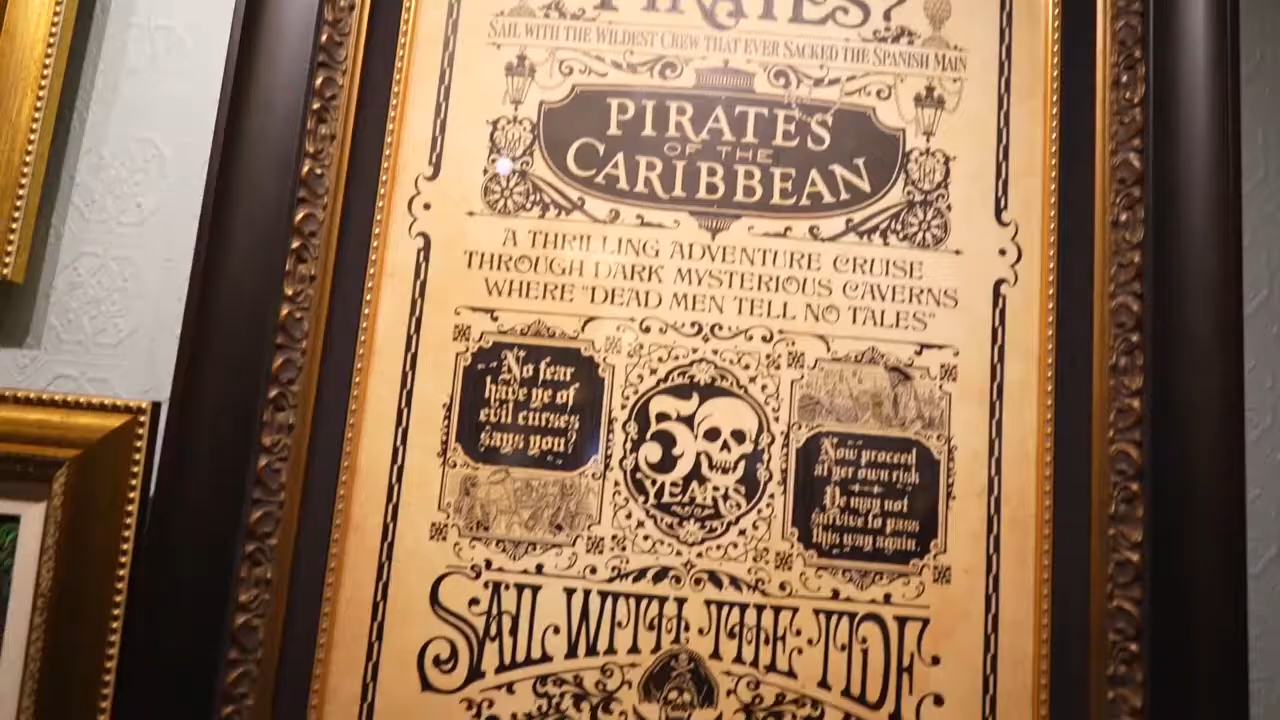 PIRATES?
SAIL WITH THE WILDEST CREW THAT EVER SACKED THE SPANISH MAIN
PIRATES
OF THE
CARIBBEAN
A THRILLING ADVENTURE CRUISE
THROUGH DARK MYSTERIOUS CAVERNS
WHERE "DEAD MEN TELL NO TALES"
No fear
have ye of
evil curses
says you?
50
YEARS
Now proceed
at yer own risk
Ye may not
survive to pass
this way again.
SAIL WITH THE TIDE